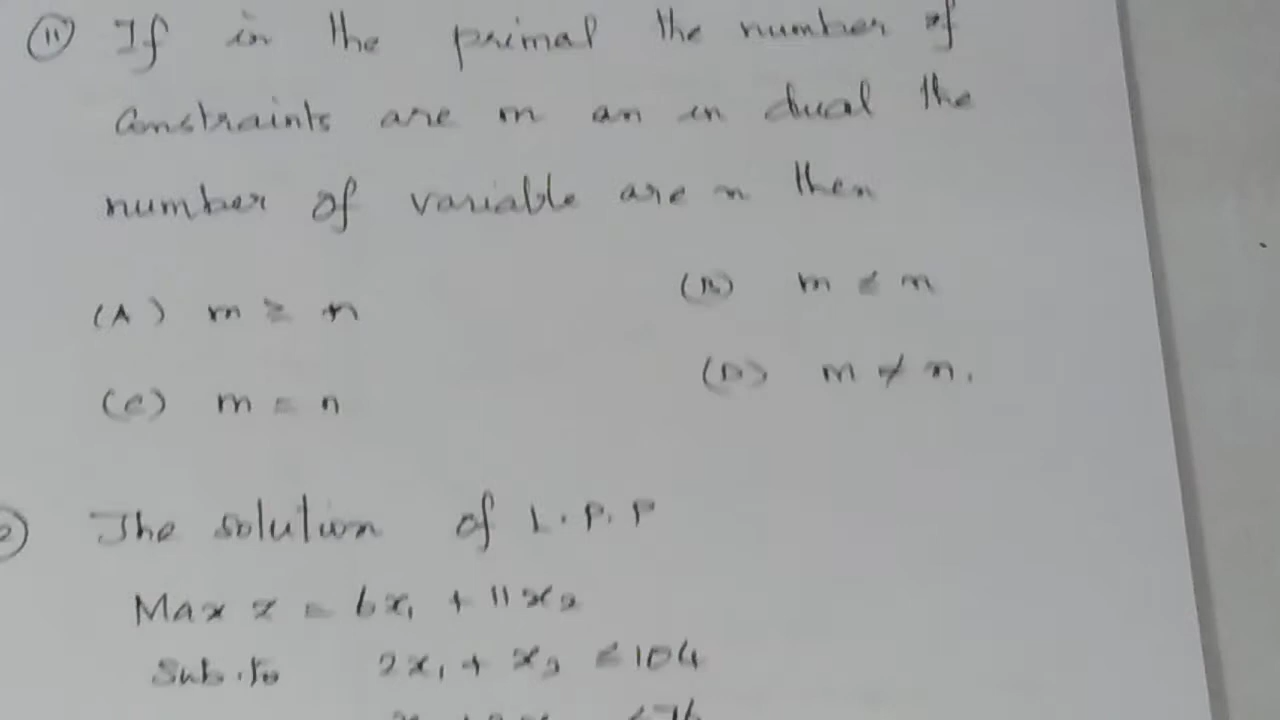 (11) If in the primal the number of
constraints are m an in dual the
number of variable are n then
(A) m ≥ n (B) m < n
(C) m = n (D) m ≠ n.
The solution of L.P.P
Max z = 6x₁ + 11x₂
Sub.to 2x₁ + x₂ ≤ 104
≤ 76